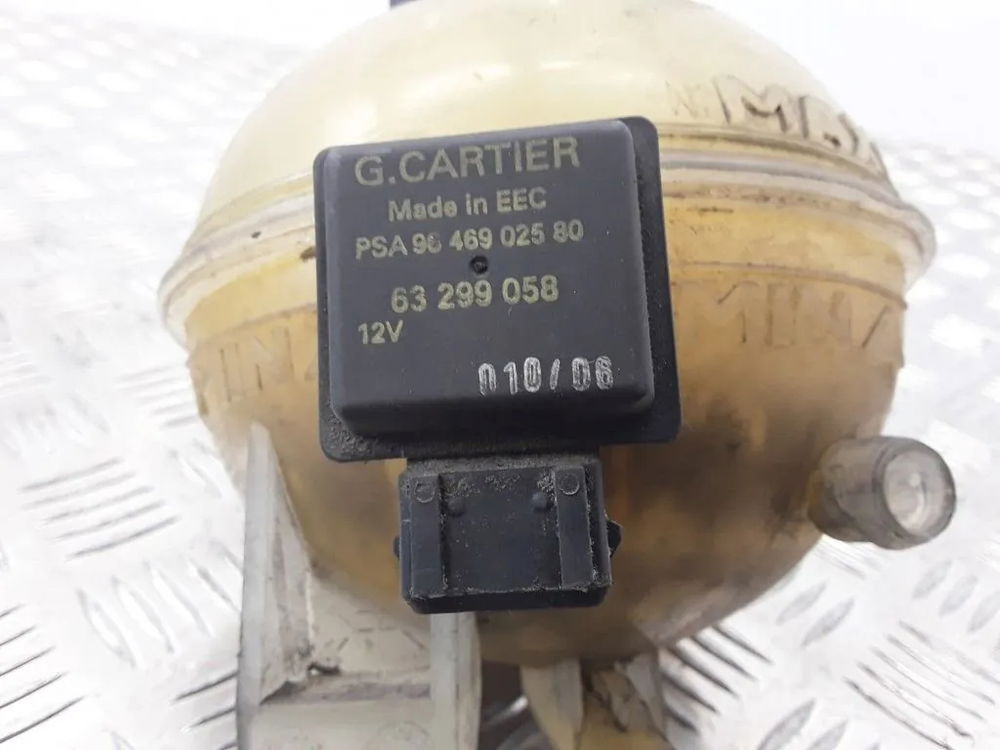 G.CARTIER
Made in EEC
PSA 96 469 025 80
63 299 058
12V
010/06